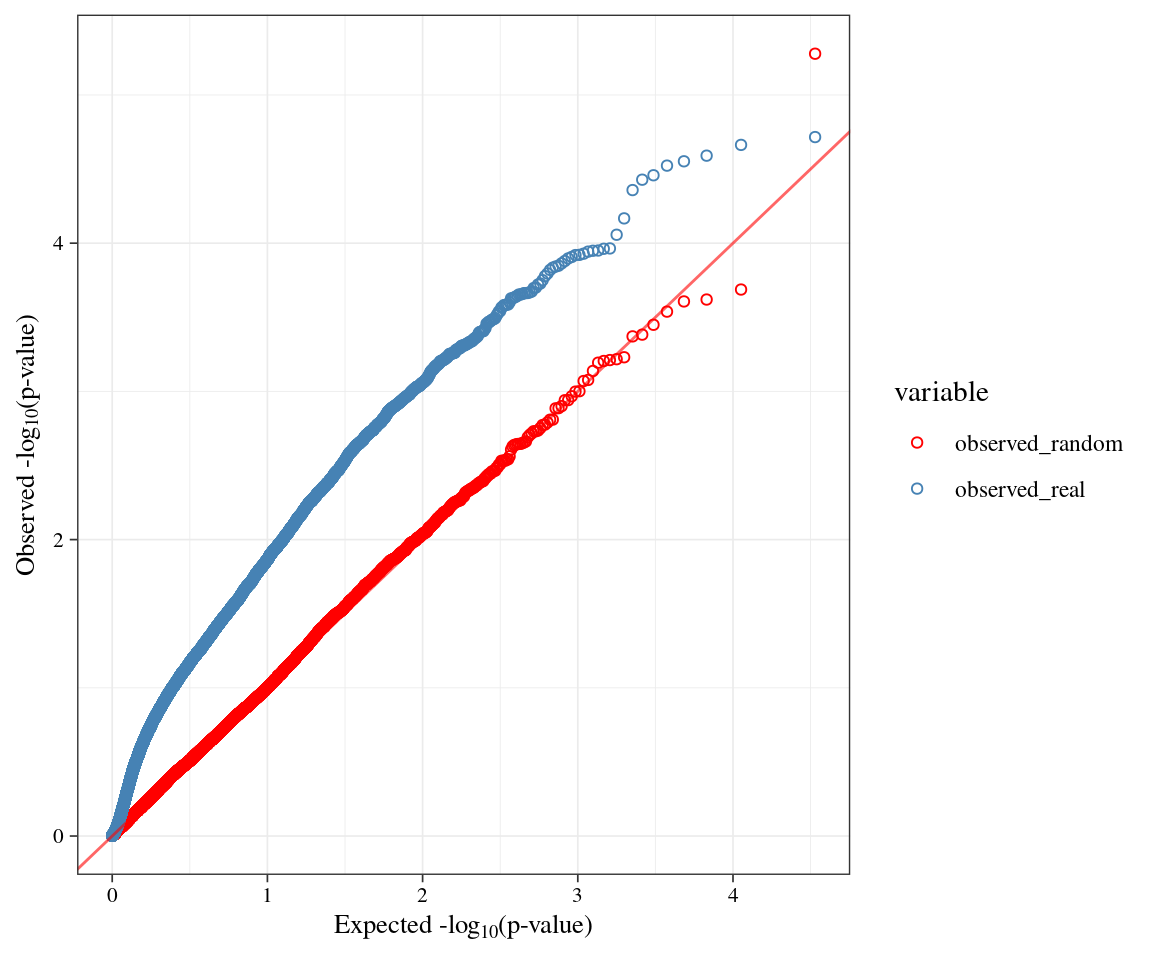 Observed -log10(p-value)
4
2
0
0 1 2 3 4
Expected -log10(p-value)
variable
observed_random
observed_real